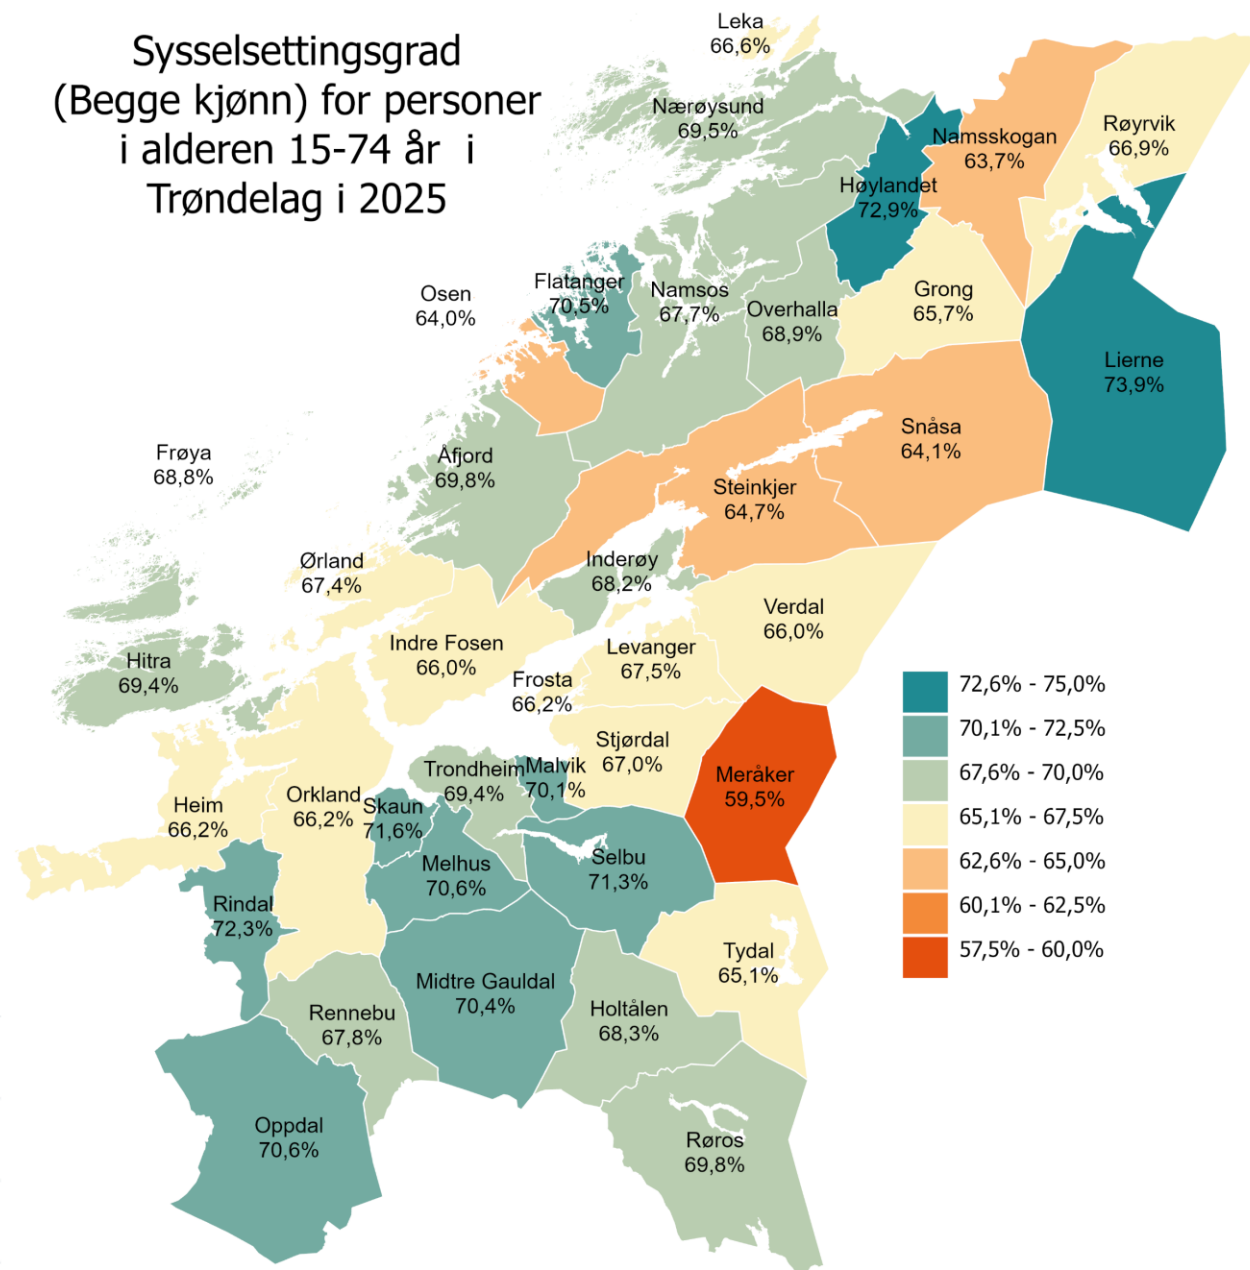 Sysselsettingsgrad
(Begge kjønn) for personer
i alderen 15-74 år i
Trøndelag i 2025
Leka
66,6%
Nærøysund
69,5%
Namsskogan
63,7%
Røyrvik
66,9%
Høylandet
72,9%
Osen
64,0%
Flatanger
70,5%
Namsos
67,7%
Overhalla
68,9%
Grong
65,7%
Lierne
73,9%
Snåsa
64,1%
Frøya
68,8%
Åfjord
69,8%
Steinkjer
64,7%
Ørland
67,4%
Inderøy
68,2%
Verdal
66,0%
Indre Fosen
66,0%
Levanger
67,5%
Hitra
69,4%
Frosta
66,2%
Stjørdal
67,0%
Meråker
59,5%
Trondheim
69,4%
Malvik
70,1%
Heim
66,2%
Orkland
66,2%
Skaun
71,6%
Melhus
70,6%
Selbu
71,3%
Rindal
72,3%
Tydal
65,1%
Midtre Gauldal
70,4%
Holtålen
68,3%
Rennebu
67,8%
Oppdal
70,6%
Røros
69,8%
72,6% - 75,0%
70,1% - 72,5%
67,6% - 70,0%
65,1% - 67,5%
62,6% - 65,0%
60,1% - 62,5%
57,5% - 60,0%